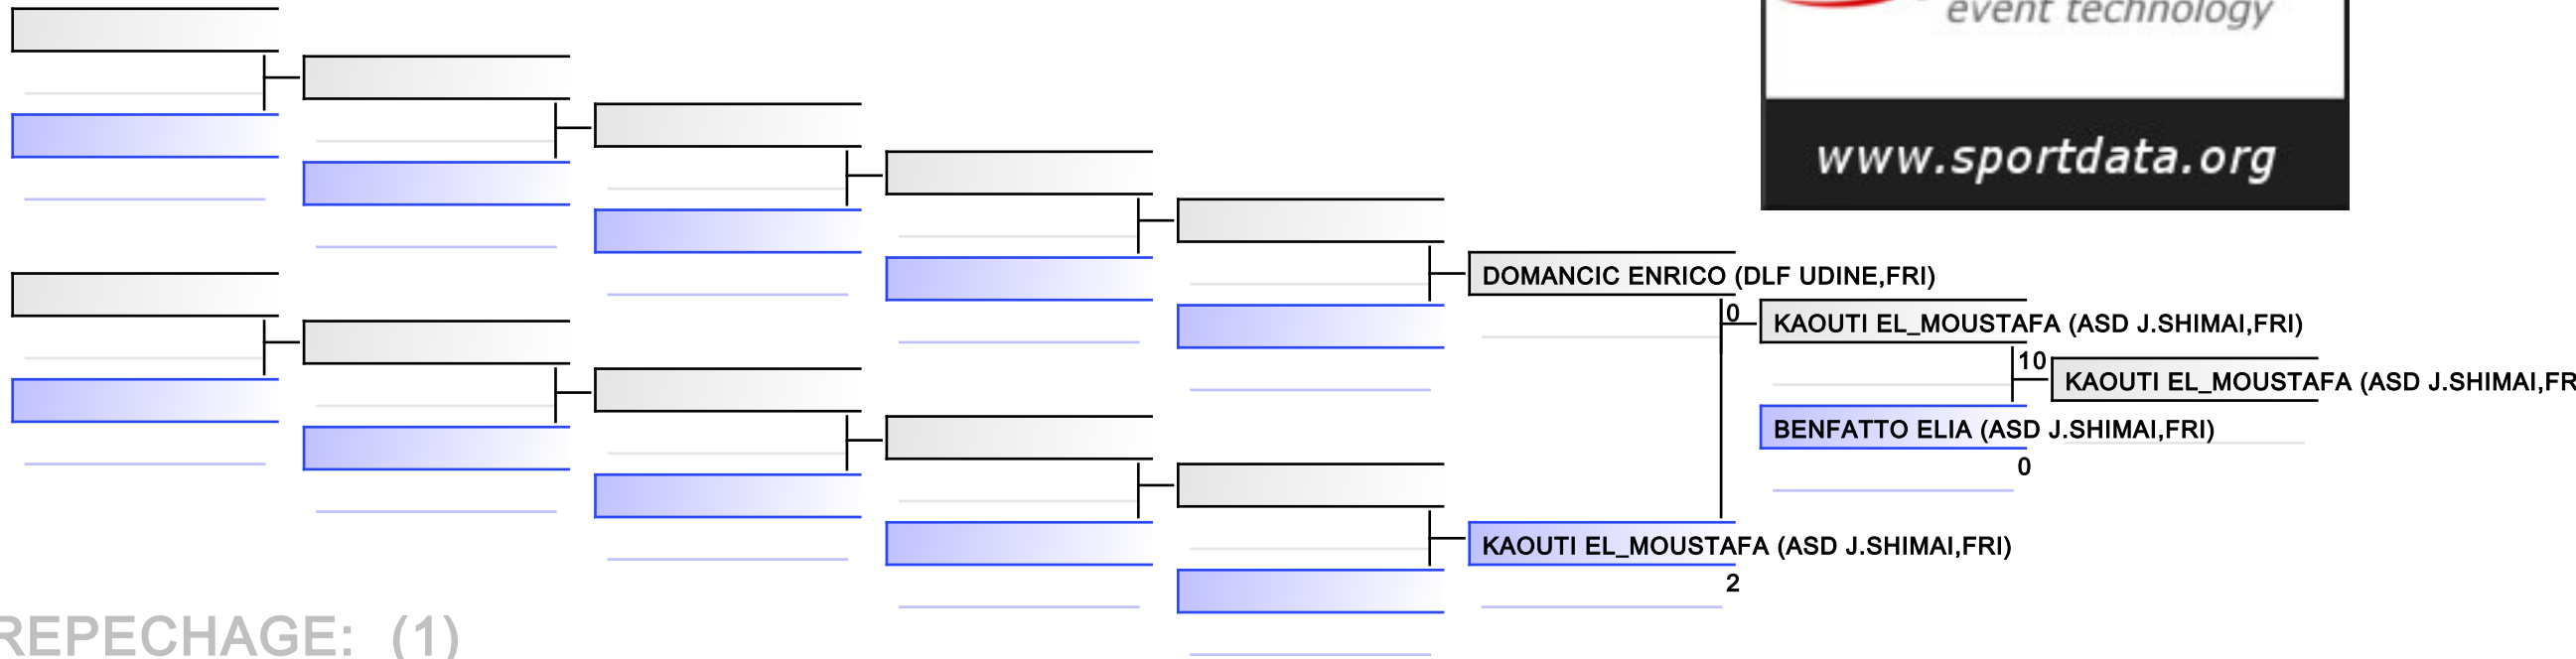 event technology
www.sportdata.org
DOMANCIC ENRICO (DLF UDINE,FRI)
0
KAOUTI EL_MOUSTAFA (ASD J.SHIMAI,FRI)
10
KAOUTI EL_MOUSTAFA (ASD J.SHIMAI,FR
BENFATTO ELIA (ASD J.SHIMAI,FRI)
0
KAOUTI EL_MOUSTAFA (ASD J.SHIMAI,FRI)
2
REPECHAGE: (1)